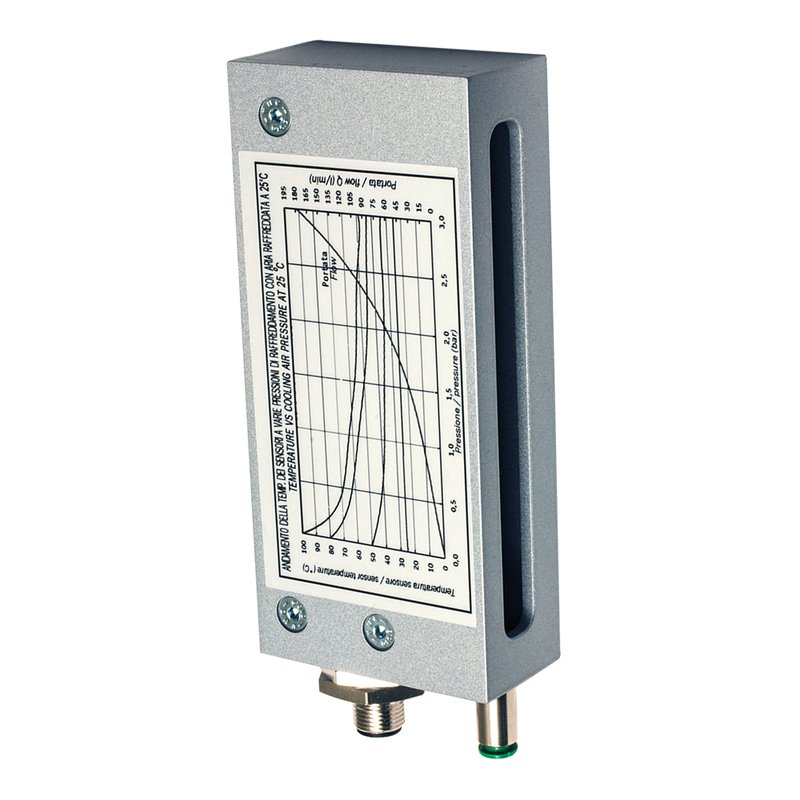 ANDAMENTO DELLA TEMP. DEI SENSORI A VARIE PRESSIONI DI RAFFREDDAMENTO CON ARIA RAFFREDDATA A 25°C
TEMPERATURE VS COOLING AIR PRESSURE AT 25 °C
Portata / flow Q (l/min)
195 180 165 150 135 120 105 90 75 60 45 30 15 0
Portata
Flow
3,0
2,5
2,0
1,5
1,0
0,5
0,0
Pressione / pressure (bar)
100 90 80 70 60 50 40 30 20 10 0
Temperatura sensore / sensor temperature (°C)